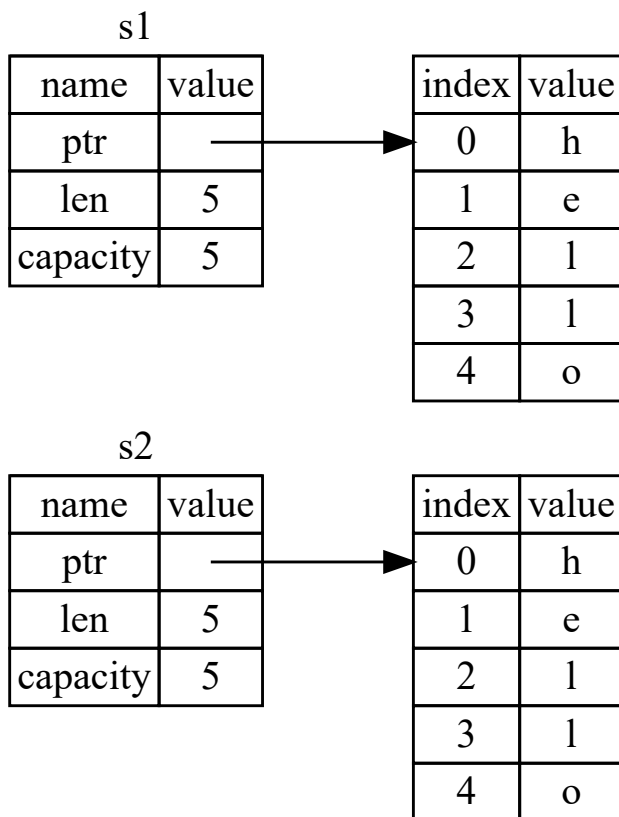 s1
name value
ptr
len 5
capacity 5
index value
0 h
1 e
2 l
3 l
4 o
s2
name value
ptr
len 5
capacity 5
index value
0 h
1 e
2 l
3 l
4 o